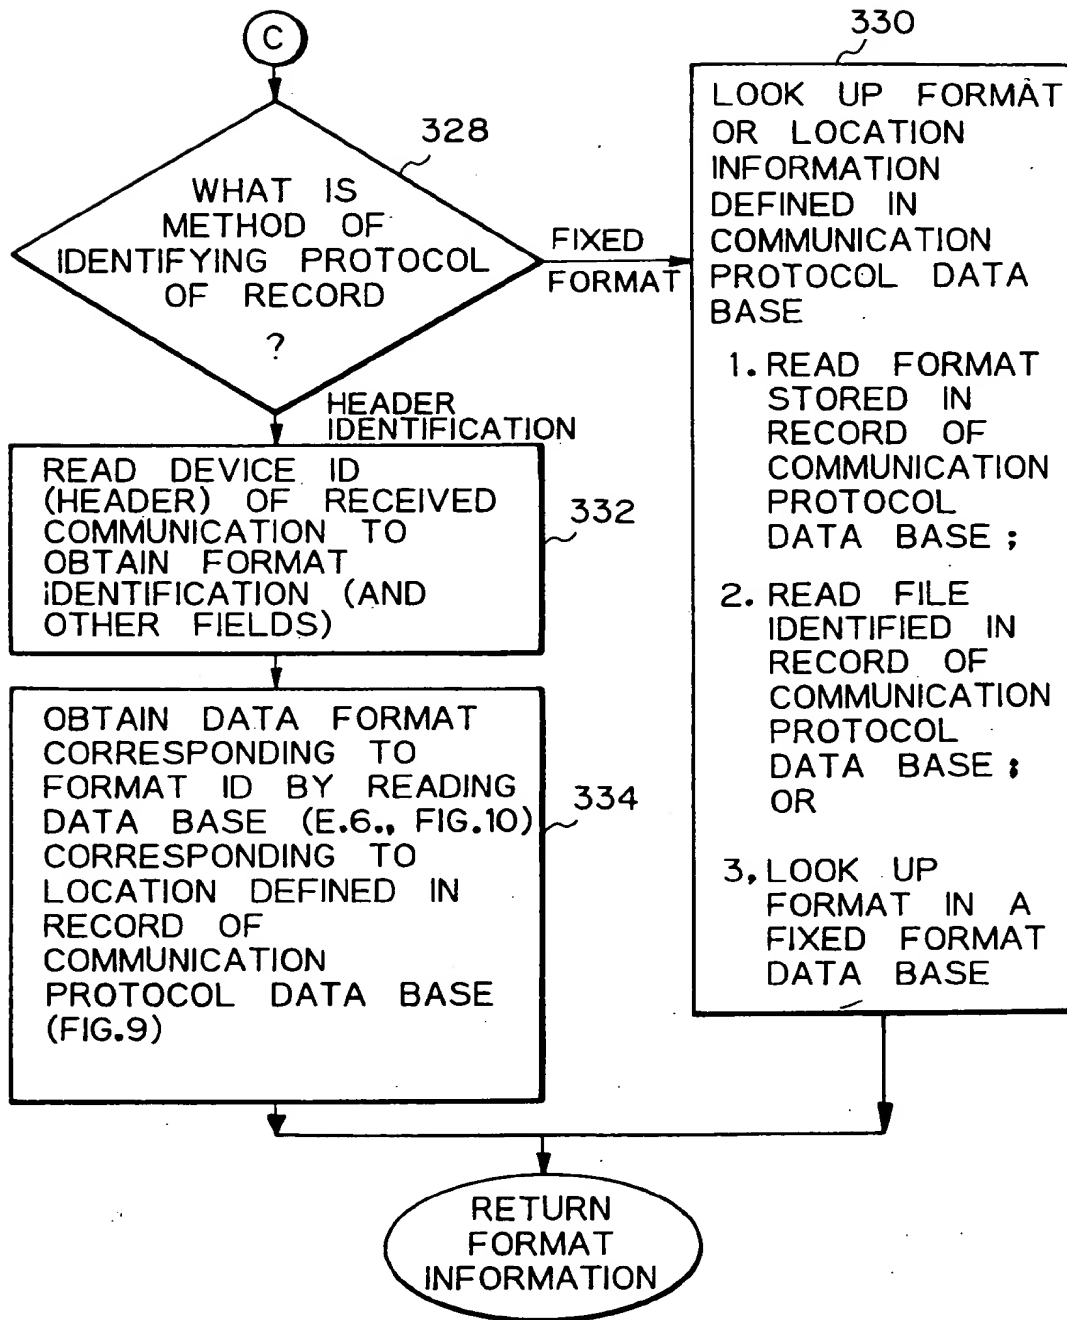 C
328
WHAT IS
METHOD OF
IDENTIFYING PROTOCOL
OF RECORD
?
FIXED
FORMAT
HEADER
IDENTIFICATION
330
LOOK UP FORMAT
OR LOCATION
INFORMATION
DEFINED IN
COMMUNICATION
PROTOCOL DATA
BASE
1. READ FORMAT
STORED IN
RECORD OF
COMMUNICATION
PROTOCOL
DATA BASE;
2. READ FILE
IDENTIFIED IN
RECORD OF
COMMUNICATION
PROTOCOL
DATA BASE;
OR
3, LOOK UP
FORMAT IN A
FIXED FORMAT
DATA BASE
READ DEVICE ID
(HEADER) OF RECEIVED
COMMUNICATION TO
OBTAIN FORMAT
IDENTIFICATION (AND
OTHER FIELDS)
332
OBTAIN DATA FORMAT
CORRESPONDING TO
FORMAT ID BY READING
DATA BASE (E.6., FIG.10)
CORRESPONDING TO
LOCATION DEFINED IN
RECORD OF
COMMUNICATION
PROTOCOL DATA BASE
(FIG.9)
334
RETURN
FORMAT
INFORMATION